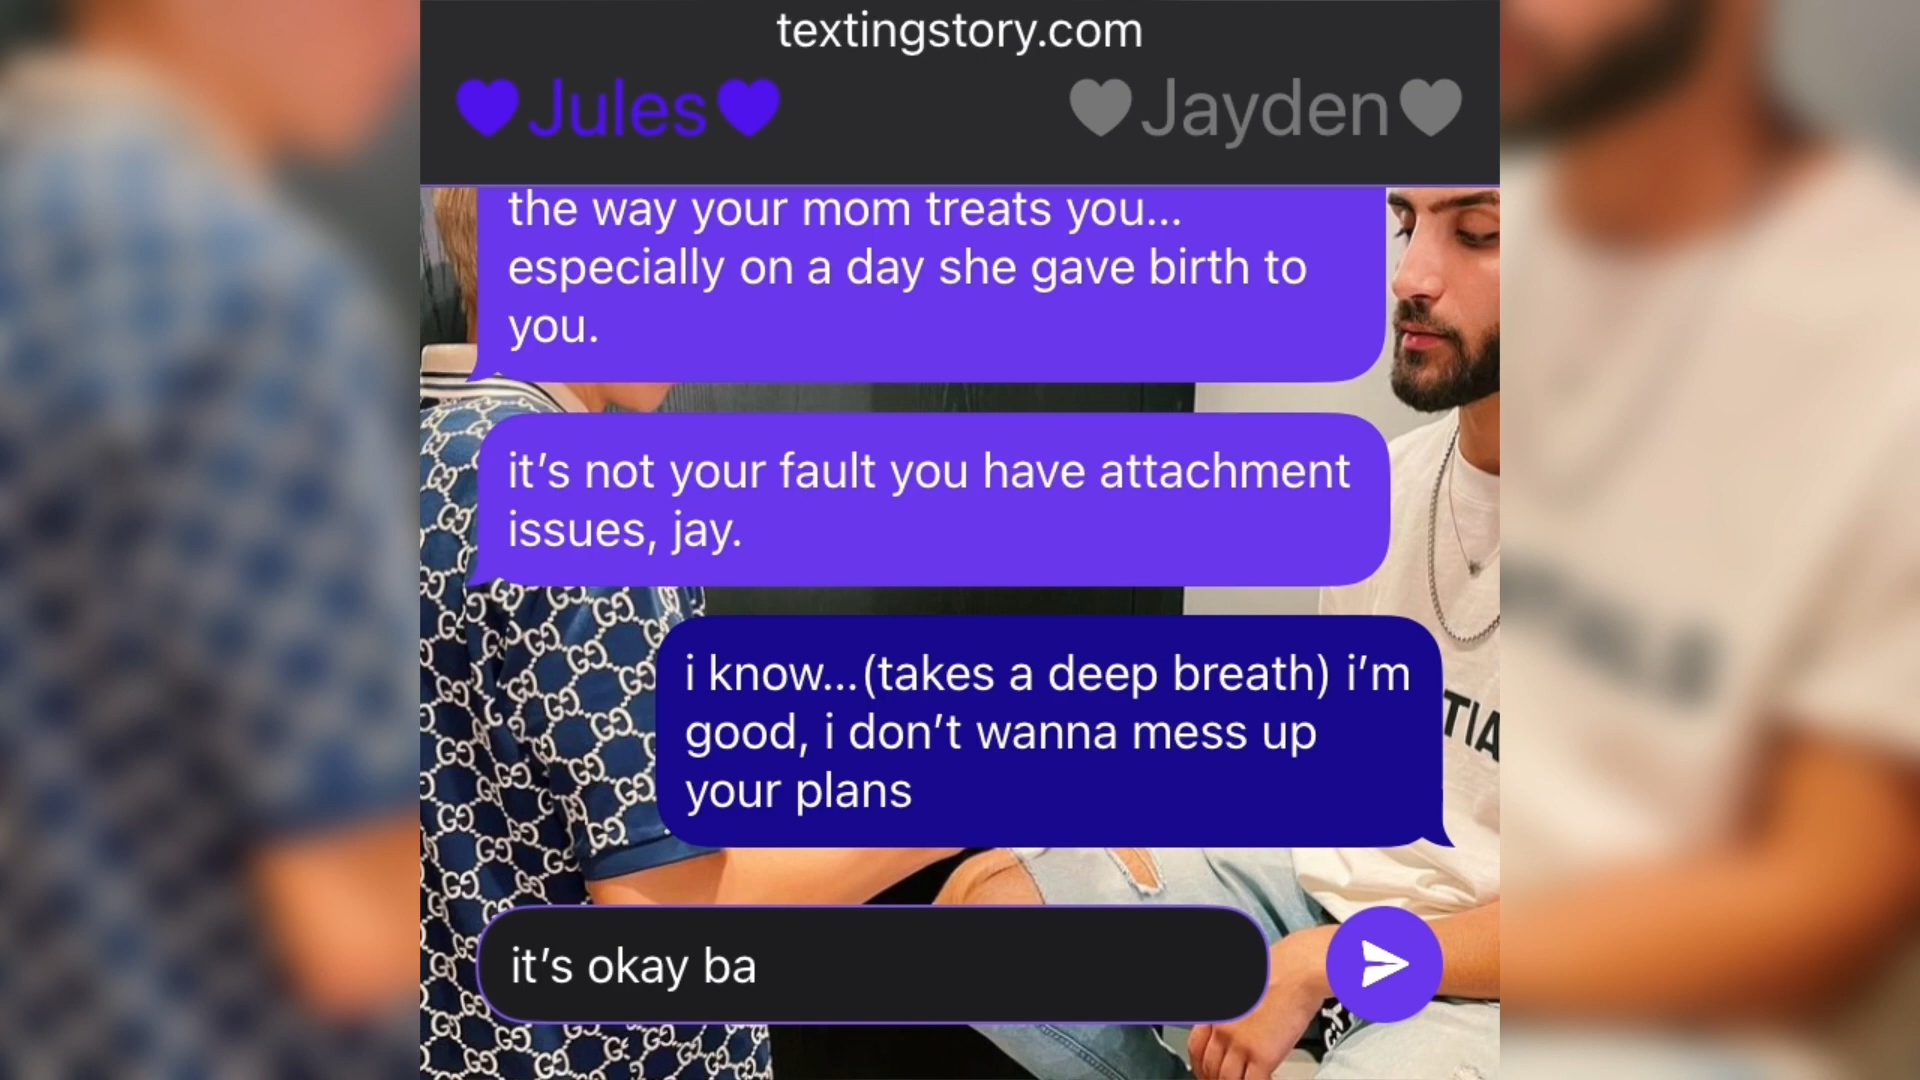 textingstory.com
💜Jules💜
🩶Jayden🩶
the way your mom treats you...
especially on a day she gave birth to
you.
it’s not your fault you have attachment
issues, jay.
i know...(takes a deep breath) i’m
good, i don’t wanna mess up
your plans
TIA
it’s okay ba